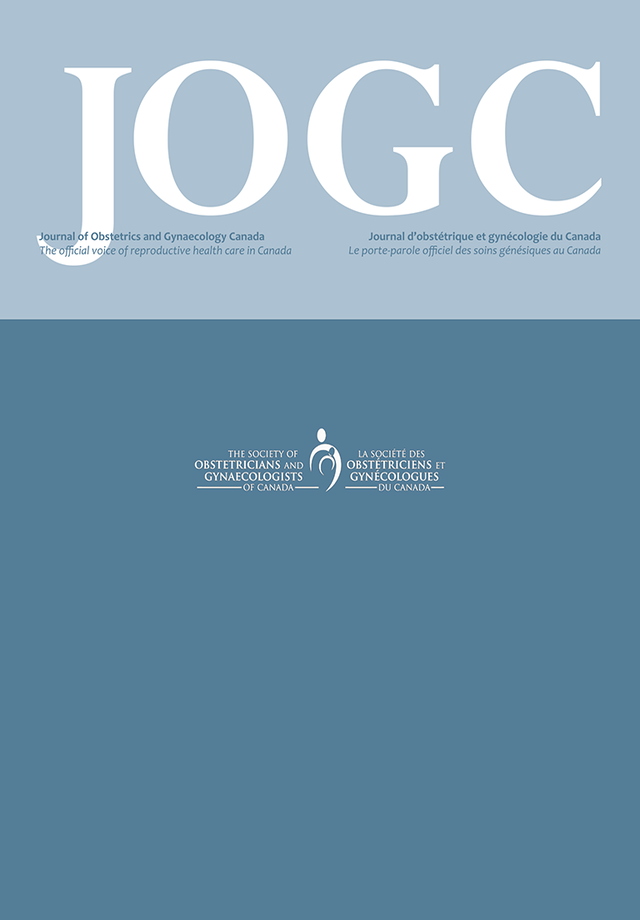 JOGC
Journal of Obstetrics and Gynaecology Canada
The official voice of reproductive health care in Canada
Journal d'obstétrique et gynécologie du Canada
Le porte-parole officiel des soins génésiques au Canada
THE SOCIETY OF
OBSTETRICIANS AND
GYNAECOLOGISTS
OF CANADA
LA SOCIÉTÉ DES
OBSTÉTRICIENS ET
GYNÉCOLOGUES
DU CANADA